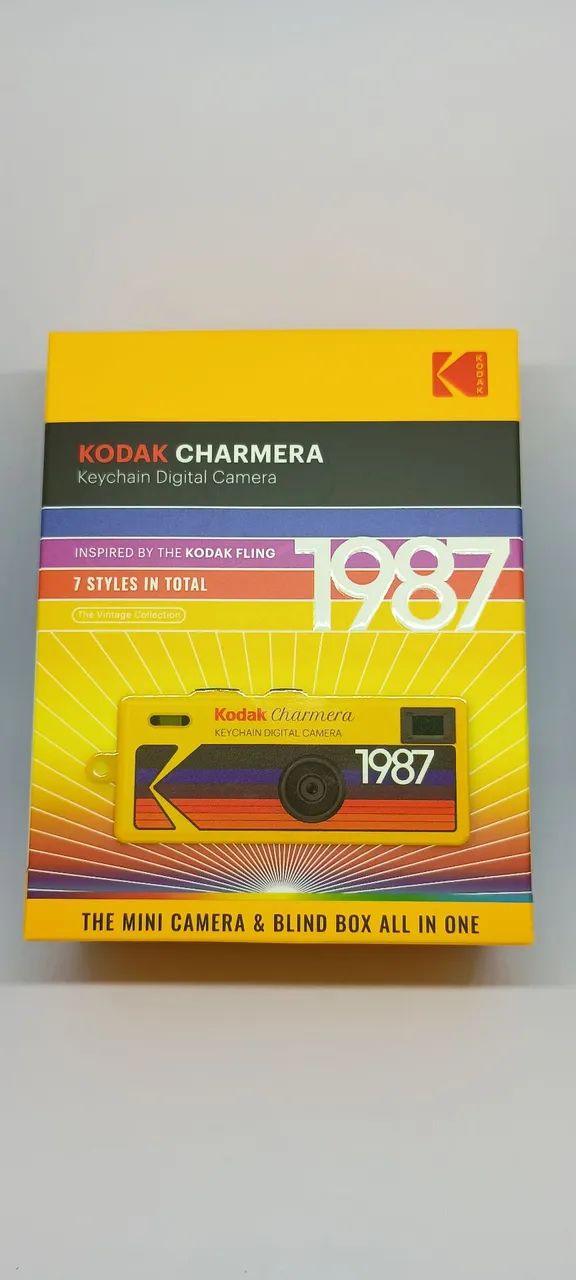 KODAK
KODAK CHARMERA
Keychain Digital Camera
INSPIRED BY THE KODAK FLING
1987
7 STYLES IN TOTAL
The Vintage Collection
Kodak Charmera
KEYCHAIN DIGITAL CAMERA
1987
THE MINI CAMERA & BLIND BOX ALL IN ONE